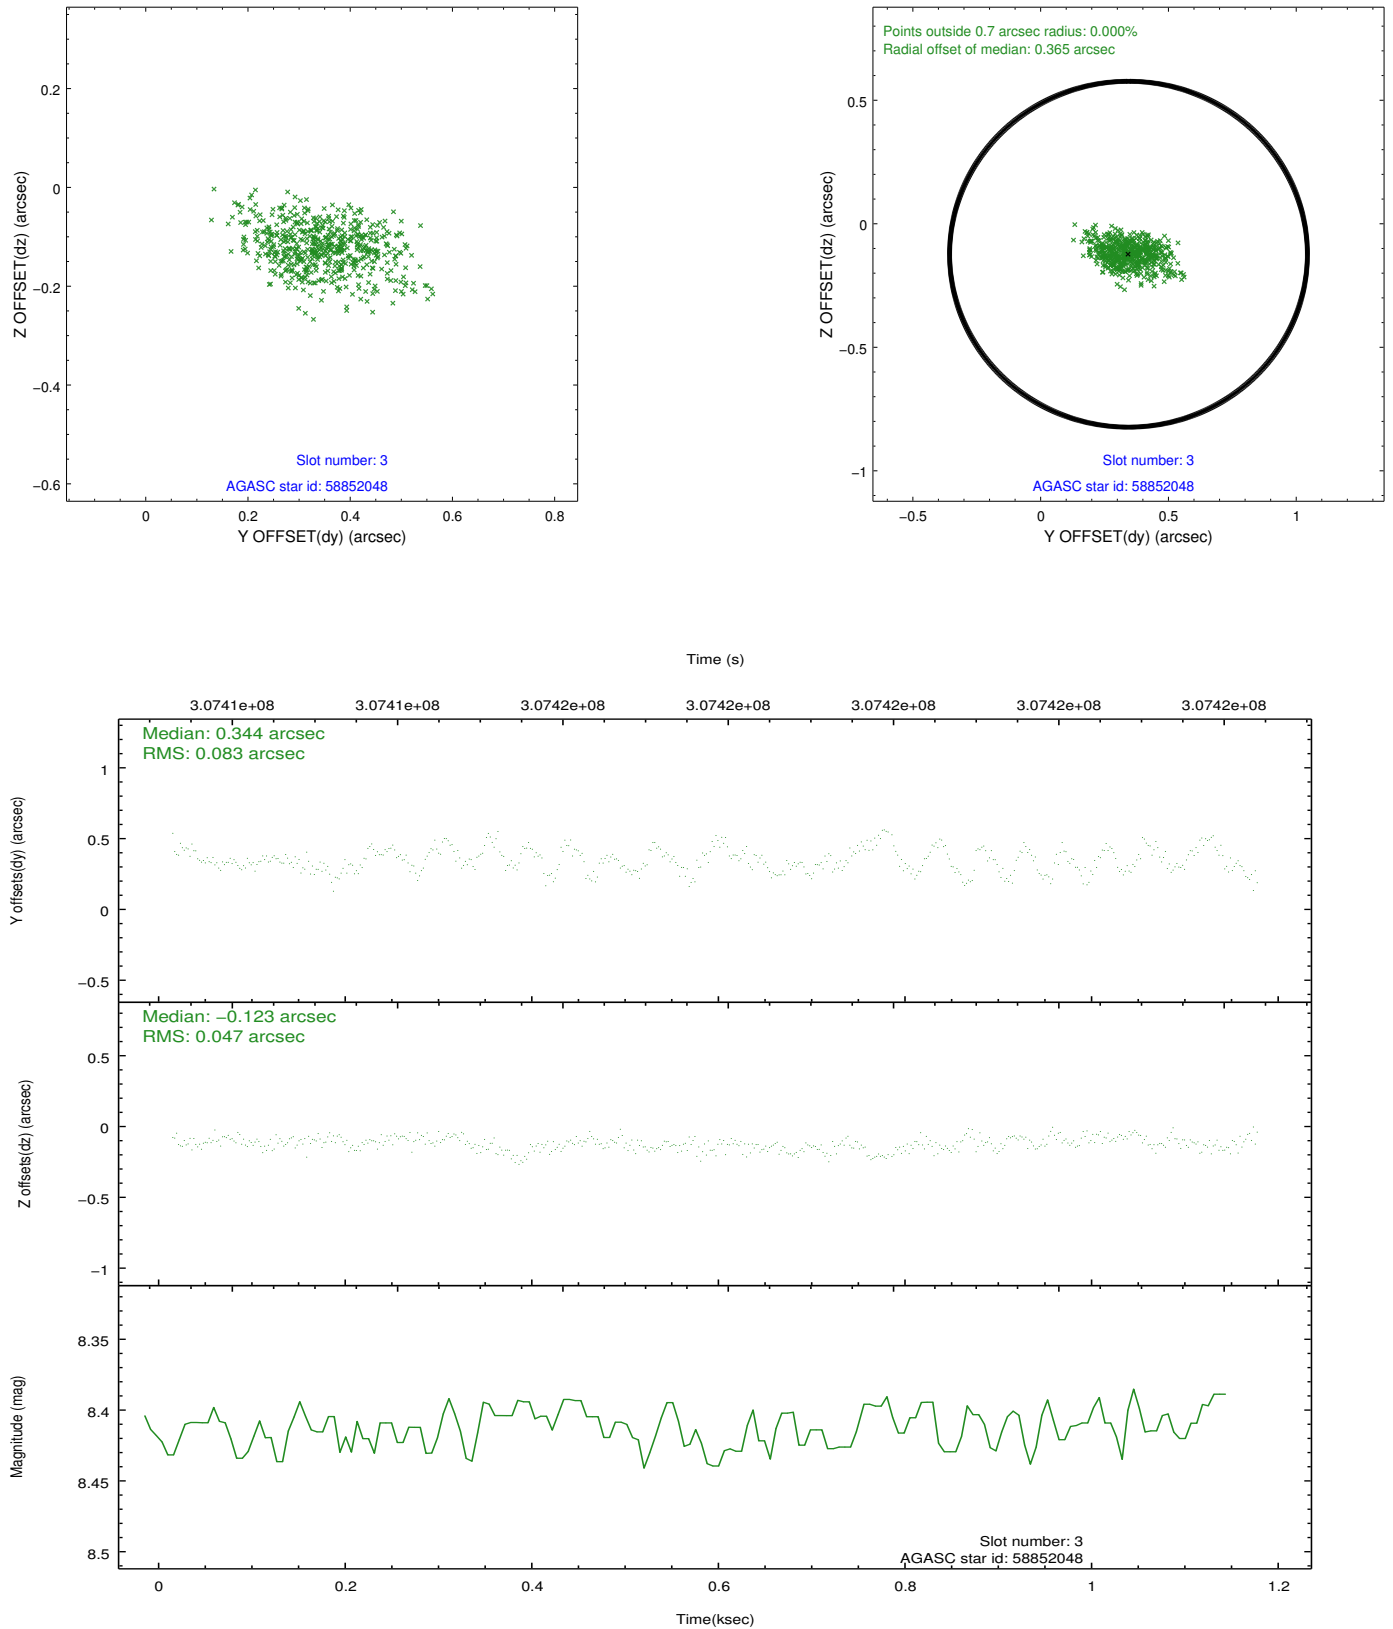 0.2
0
−0.2
−0.4
−0.6
Z OFFSET(dz) (arcsec)
Slot number: 3
AGASC star id: 58852048
0
0.2
0.4
0.6
0.8
Y OFFSET(dy) (arcsec)
Points outside 0.7 arcsec radius: 0.000%
Radial offset of median: 0.365 arcsec
0.5
0
−0.5
−1
Z OFFSET(dz) (arcsec)
Slot number: 3
AGASC star id: 58852048
−0.5
0
0.5
1
Y OFFSET(dy) (arcsec)
Time (s)
3.0741e+08
3.0741e+08
3.0742e+08
3.0742e+08
3.0742e+08
3.0742e+08
3.0742e+08
Median: 0.344 arcsec
RMS: 0.083 arcsec
1
0.5
0
−0.5
Y offsets(dy) (arcsec)
Median: −0.123 arcsec
RMS: 0.047 arcsec
0.5
0
−0.5
−1
Z offsets(dz) (arcsec)
8.35
8.4
8.45
8.5
Magnitude (mag)
Slot number: 3
AGASC star id: 58852048
0
0.2
0.4
0.6
0.8
1
1.2
Time(ksec)